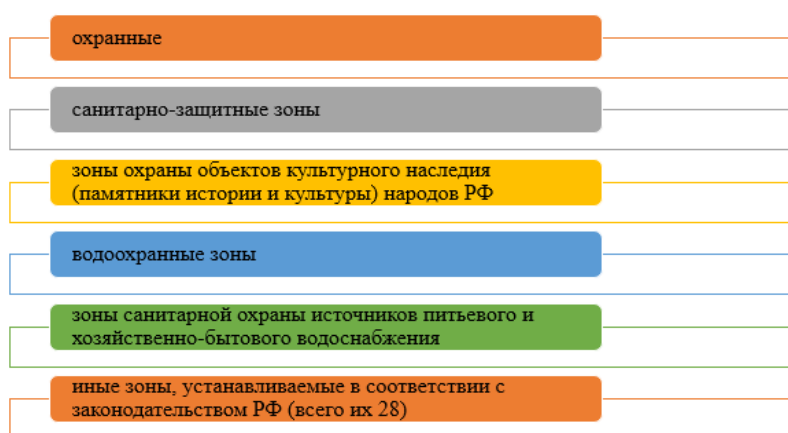 охранные
санитарно-защитные зоны
зоны охраны объектов культурного наследия
(памятники истории и культуры) народов РФ
водоохранные зоны
зоны санитарной охраны источников питьевого и
хозяйственно-бытового водоснабжения
иные зоны, устанавливаемые в соответствии с
законодательством РФ (всего их 28)